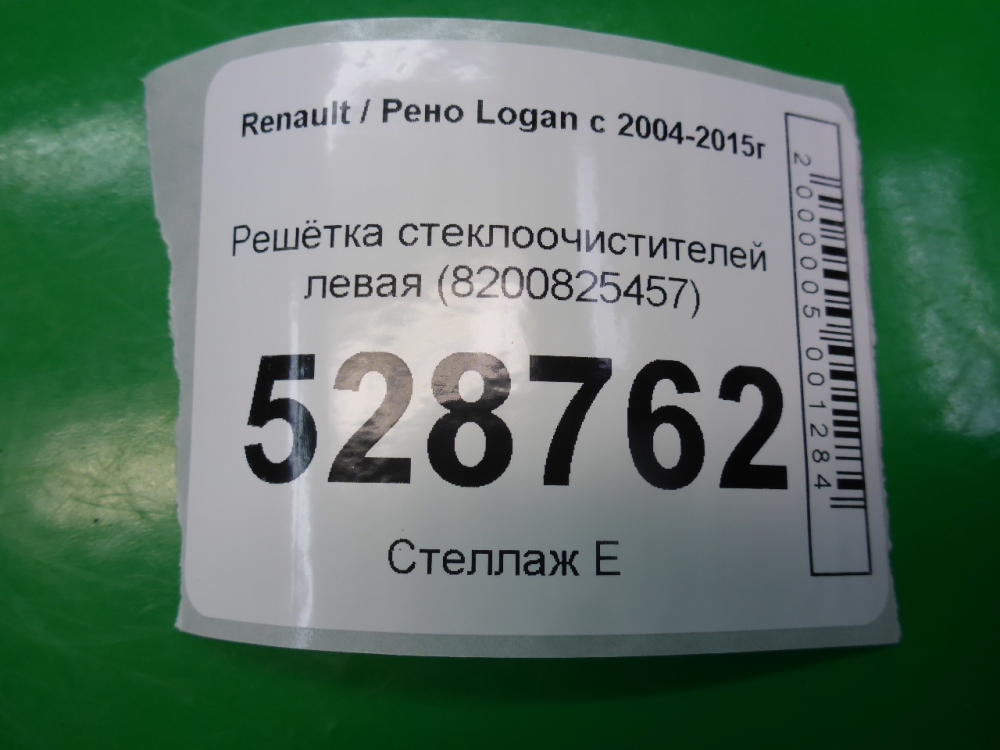 Renault / Рено Logan с 2004-2015г
Решётка стеклоочистителей
левая (8200825457)
528762
Стеллаж Е
2000005001284